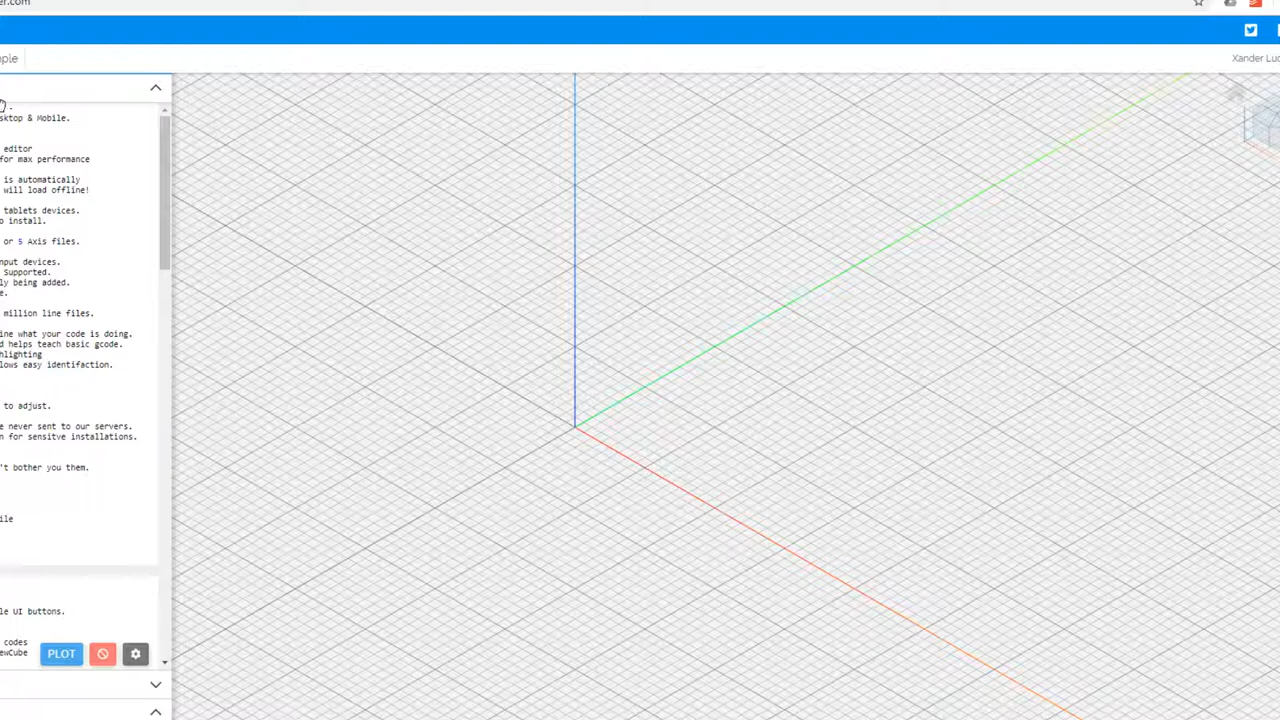 er.com
ple
Xander Luc
sktop & Mobile.
editor
for max performance
is automatically
will load offline!
tablets devices.
o install.
or 5 Axis files.
nput devices.
Supported.
ly being added.
e.
million line files.
ine what your code is doing.
d helps teach basic gcode.
hlighting
lows easy identifaction.
to adjust.
e never sent to our servers.
n for sensitve installations.
't bother you them.
ile
le UI buttons.
codes
ewCube
PLOT